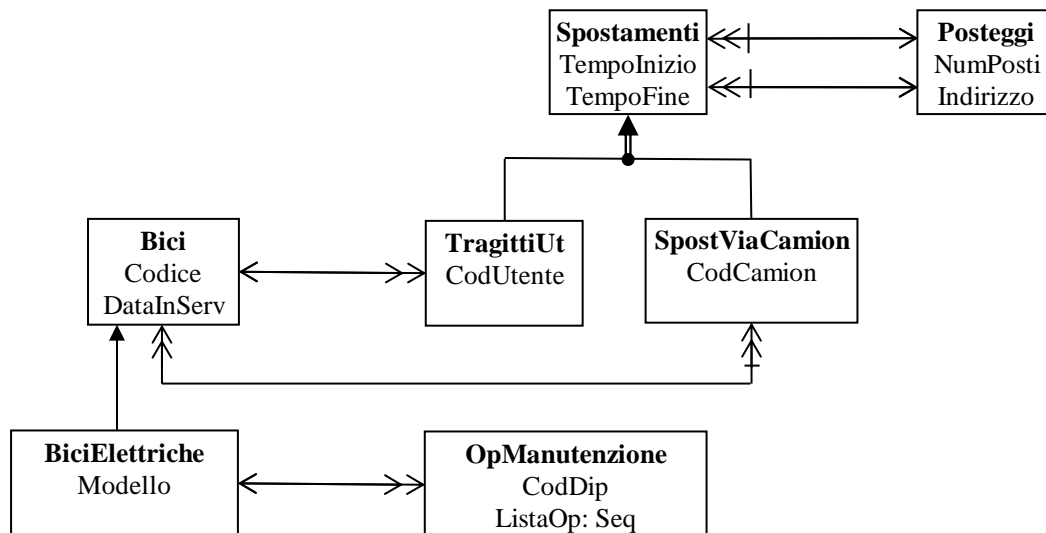 Spostamenti
TempoInizio
TempoFine
Posteggi
NumPosti
Indirizzo
Bici
Codice
DataInServ
TragittiUt
CodUtente
SpostViaCamion
CodCamion
BiciElettriche
Modello
OpManutenzione
CodDip
ListaOp: Seq